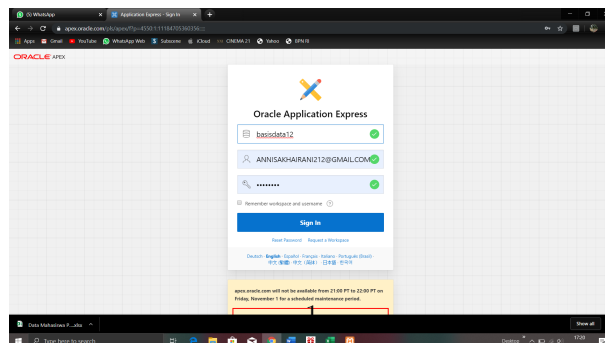 (3) WhatsApp
Application Express - Sign In
apex.oracle.com/pls/apex/f?p=4550:1:11184705360356:::
Apps Gmail YouTube WhatsApp Web Subscene iCloud CINEMA 21 Yahoo BPN RI
ORACLE APEX
Oracle Application Express
basisdata12
ANNISAKHAIRANI212@GMAIL.COM
••••••••
Remember workspace and username
Sign In
Reset Password Request a Workspace
Deutsch English Español Français Italiano Português (Brasil)
中文 (繁體) 中文 (简体) 日本語 한국어
apex.oracle.com will not be available from 21:00 PT to 22:00 PT on
Friday, November 1 for a scheduled maintenance period.
1
Data Mahasiswa P....xlsx
Show all
Type here to search
Desktop
17:20